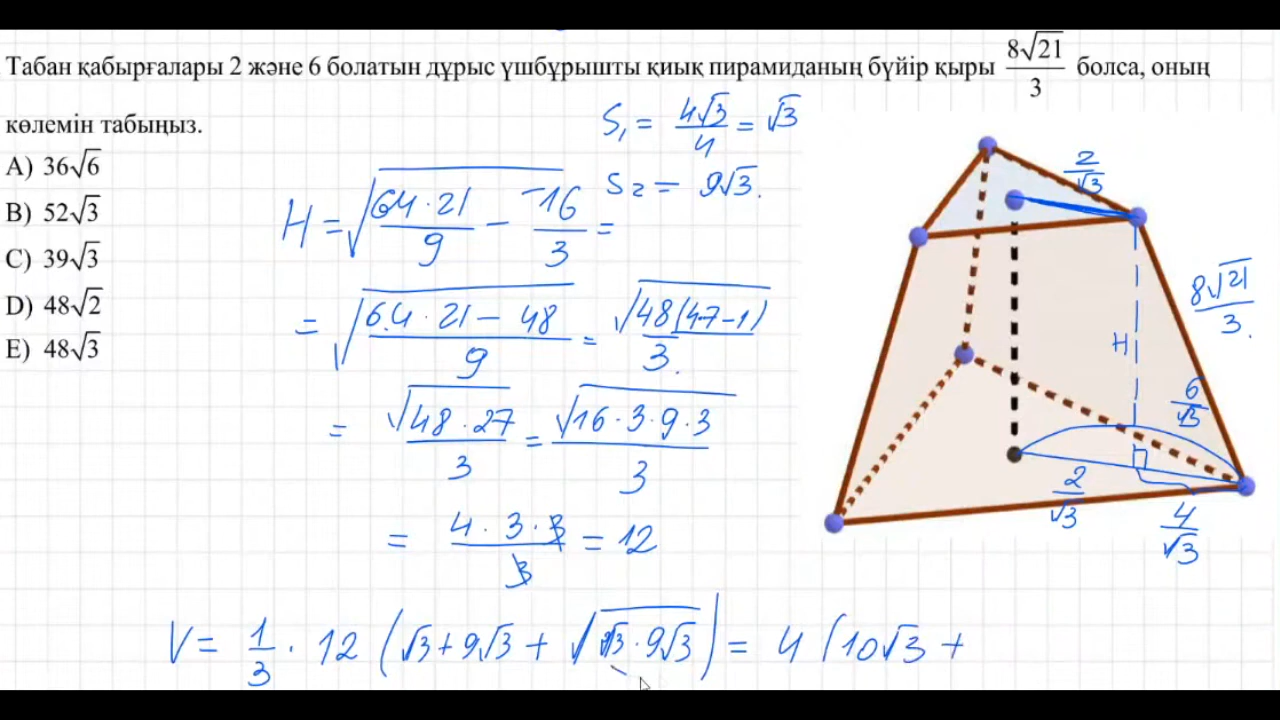 Табан қабырғалары 2 және 6 болатын дұрыс үшбұрышты қиық пирамиданың бүйір қыры 8√21/3 болса, оның
көлемін табыңыз.
A) 36√6
B) 52√3
C) 39√3
D) 48√2
E) 48√3
S₁ = 4√3/4 = √3
S₂ = 9√3.
H = √(64·21/9 − 16/3) =
= √((64·21 − 48)/9) = √(48(4·7−1))/3.
= √(48·27)/3 = √(16·3·9·3)/3
= 4·3·3/3 = 12
V = 1/3 · 12 (√3 + 9√3 + √(√3·9√3)) = 4 (10√3 +
2/√3
8√21/3.
H
6/√3
2/√3
4/√3